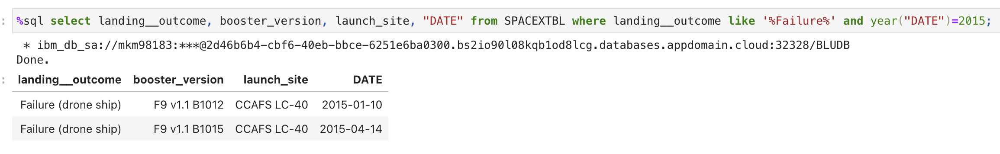 : %sql select landing__outcome, booster_version, launch_site, "DATE" from SPACEXTBL where landing__outcome like '%Failure%' and year("DATE")=2015;
* ibm_db_sa://mkm98183:***@2d46b6b4-cbf6-40eb-bbce-6251e6ba0300.bs2io90l08kqb1od8lcg.databases.appdomain.cloud:32328/BLUDB
Done.
: landing__outcome booster_version launch_site DATE
Failure (drone ship) F9 v1.1 B1012 CCAFS LC-40 2015-01-10
Failure (drone ship) F9 v1.1 B1015 CCAFS LC-40 2015-04-14